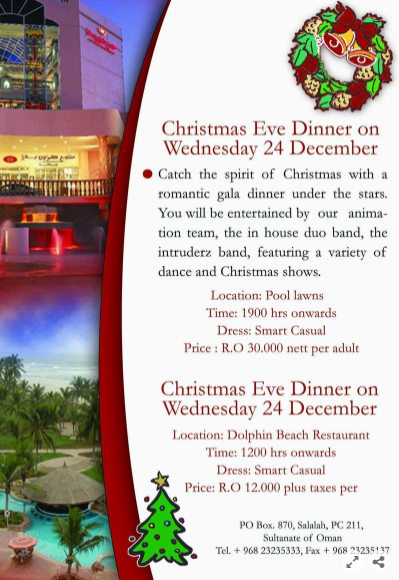 Christmas Eve Dinner on
Wednesday 24 December
Catch the spirit of Christmas with a
romantic gala dinner under the stars.
You will be entertained by our anima-
tion team, the in house duo band, the
intruderz band, featuring a variety of
dance and Christmas shows.
Location: Pool lawns
Time: 1900 hrs onwards
Dress: Smart Casual
Price : R.O 30.000 nett per adult
Christmas Eve Dinner on
Wednesday 24 December
Location: Dolphin Beach Restaurant
Time: 1200 hrs onwards
Dress: Smart Casual
Price: R.O 12.000 plus taxes per
PO Box. 870, Salalah, PC 211,
Sultanate of Oman
Tel. + 968 23235333, Fax + 968 23235137